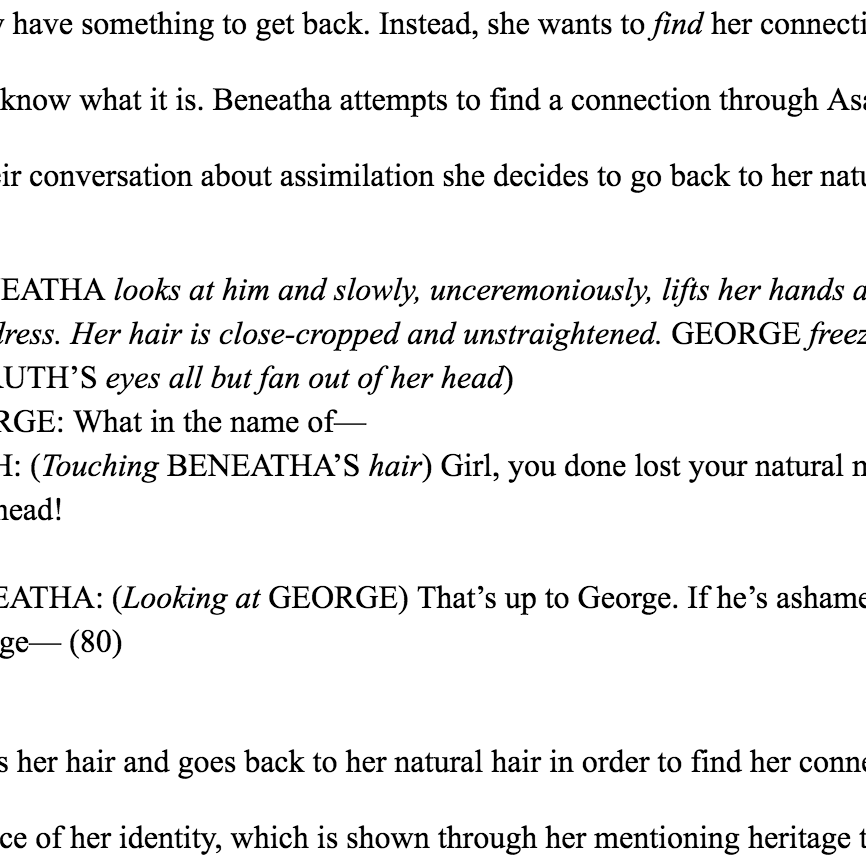 have something to get back. Instead, she wants to find her connecti
know what it is. Beneatha attempts to find a connection through Asa
eir conversation about assimilation she decides to go back to her natu
EATHA looks at him and slowly, unceremoniously, lifts her hands a
dress. Her hair is close-cropped and unstraightened. GEORGE freez
RUTH’S eyes all but fan out of her head)
RGE: What in the name of—
H: (Touching BENEATHA’S hair) Girl, you done lost your natural m
head!
EATHA: (Looking at GEORGE) That’s up to George. If he’s ashame
ge— (80)
s her hair and goes back to her natural hair in order to find her conne
ce of her identity, which is shown through her mentioning heritage t